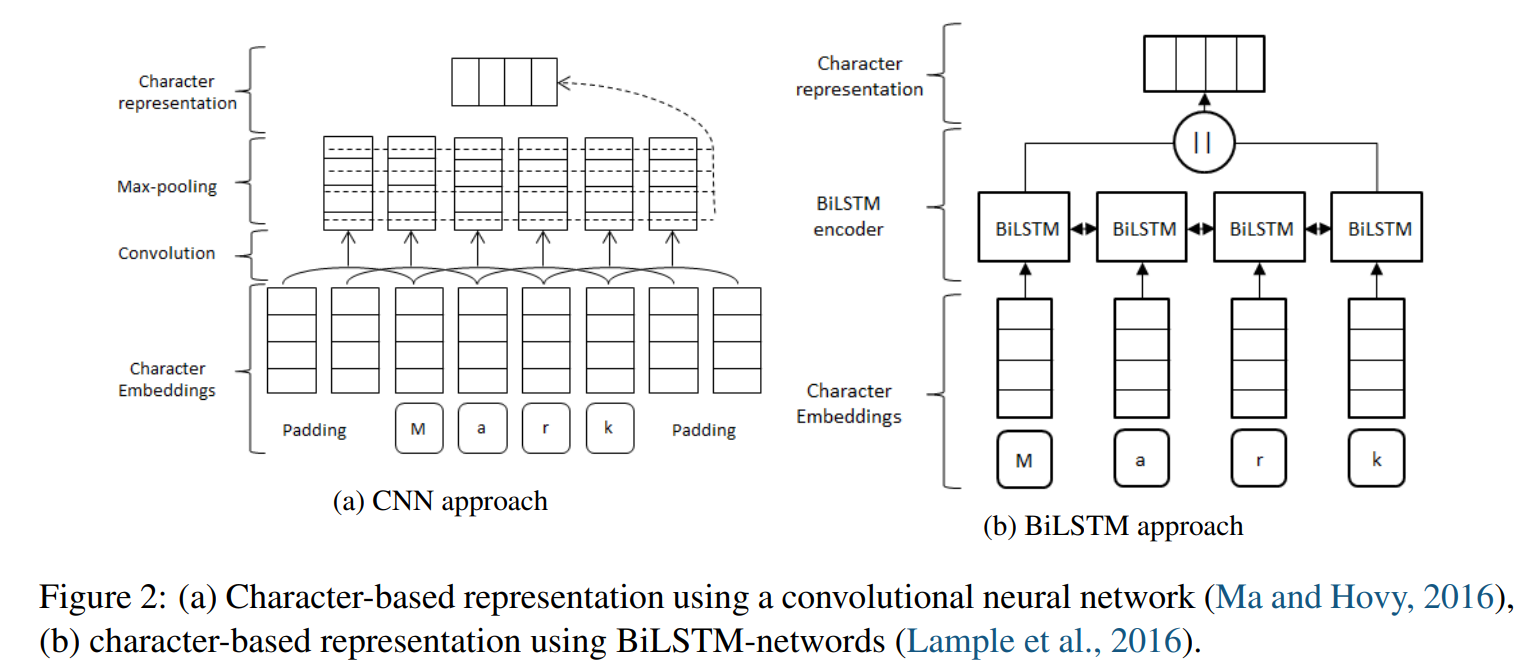 Character
representation
Max-pooling
Convolution
Character
Embeddings
Padding M a r k Padding
(a) CNN approach
Character
representation
||
BiLSTM
encoder
BiLSTM BiLSTM BiLSTM BiLSTM
Character
Embeddings
M a r k
(b) BiLSTM approach
Figure 2: (a) Character-based representation using a convolutional neural network (Ma and Hovy, 2016),
(b) character-based representation using BiLSTM-networds (Lample et al., 2016).